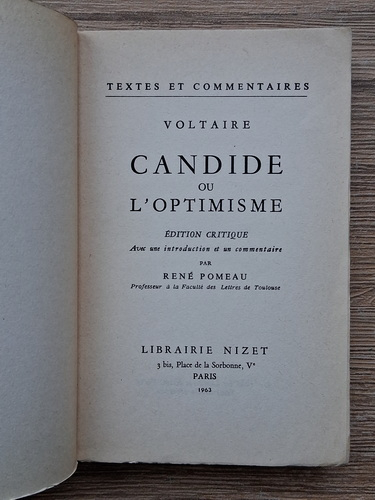 TEXTES ET COMMENTAIRES
VOLTAIRE
CANDIDE
OU
L'OPTIMISME
ÉDITION CRITIQUE
Avec une introduction et un commentaire
PAR
RENÉ POMEAU
Professeur à la Faculté des Lettres de Toulouse
LIBRAIRIE NIZET
3 bis, Place de la Sorbonne, Vᵉ
PARIS
1963